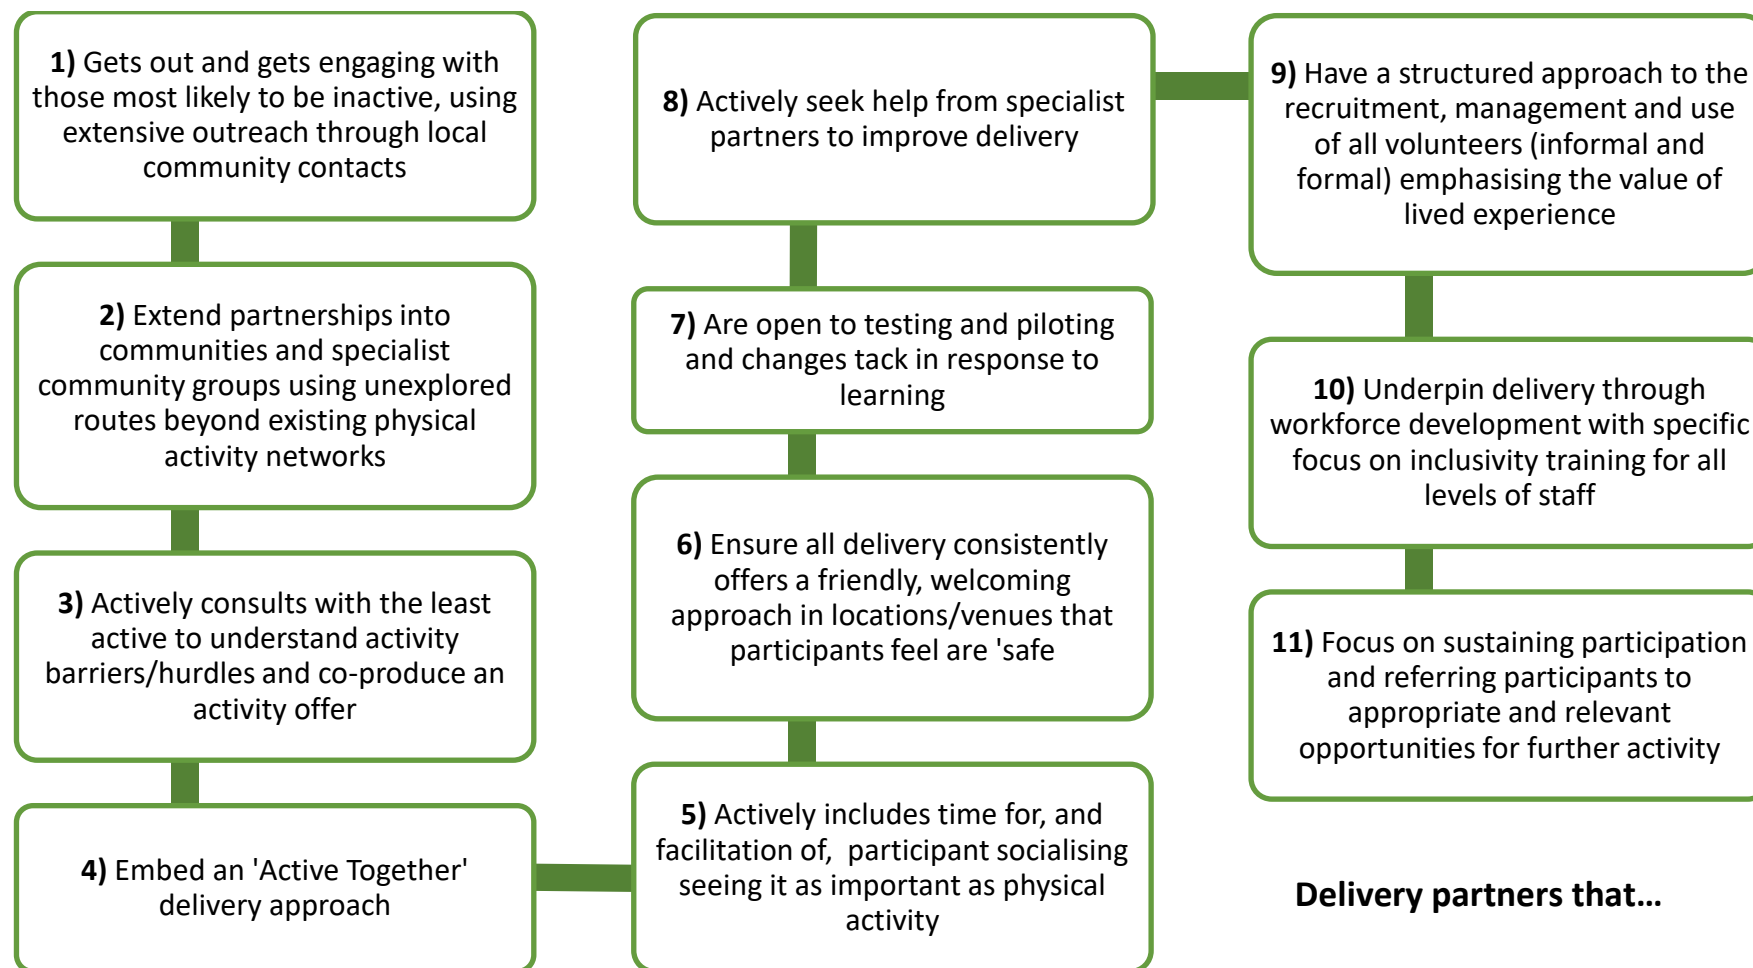 1) Gets out and gets engaging with
those most likely to be inactive, using
extensive outreach through local
community contacts
2) Extend partnerships into
communities and specialist
community groups using unexplored
routes beyond existing physical
activity networks
3) Actively consults with the least
active to understand activity
barriers/hurdles and co-produce an
activity offer
4) Embed an 'Active Together'
delivery approach
5) Actively includes time for, and
facilitation of,  participant socialising
seeing it as important as physical
activity
6) Ensure all delivery consistently
offers a friendly, welcoming
approach in locations/venues that
participants feel are 'safe
7) Are open to testing and piloting
and changes tack in response to
learning
8) Actively seek help from specialist
partners to improve delivery
9) Have a structured approach to the
recruitment, management and use
of all volunteers (informal and
formal) emphasising the value of
lived experience
10) Underpin delivery through
workforce development with specific
focus on inclusivity training for all
levels of staff
11) Focus on sustaining participation
and referring participants to
appropriate and relevant
opportunities for further activity
Delivery partners that…